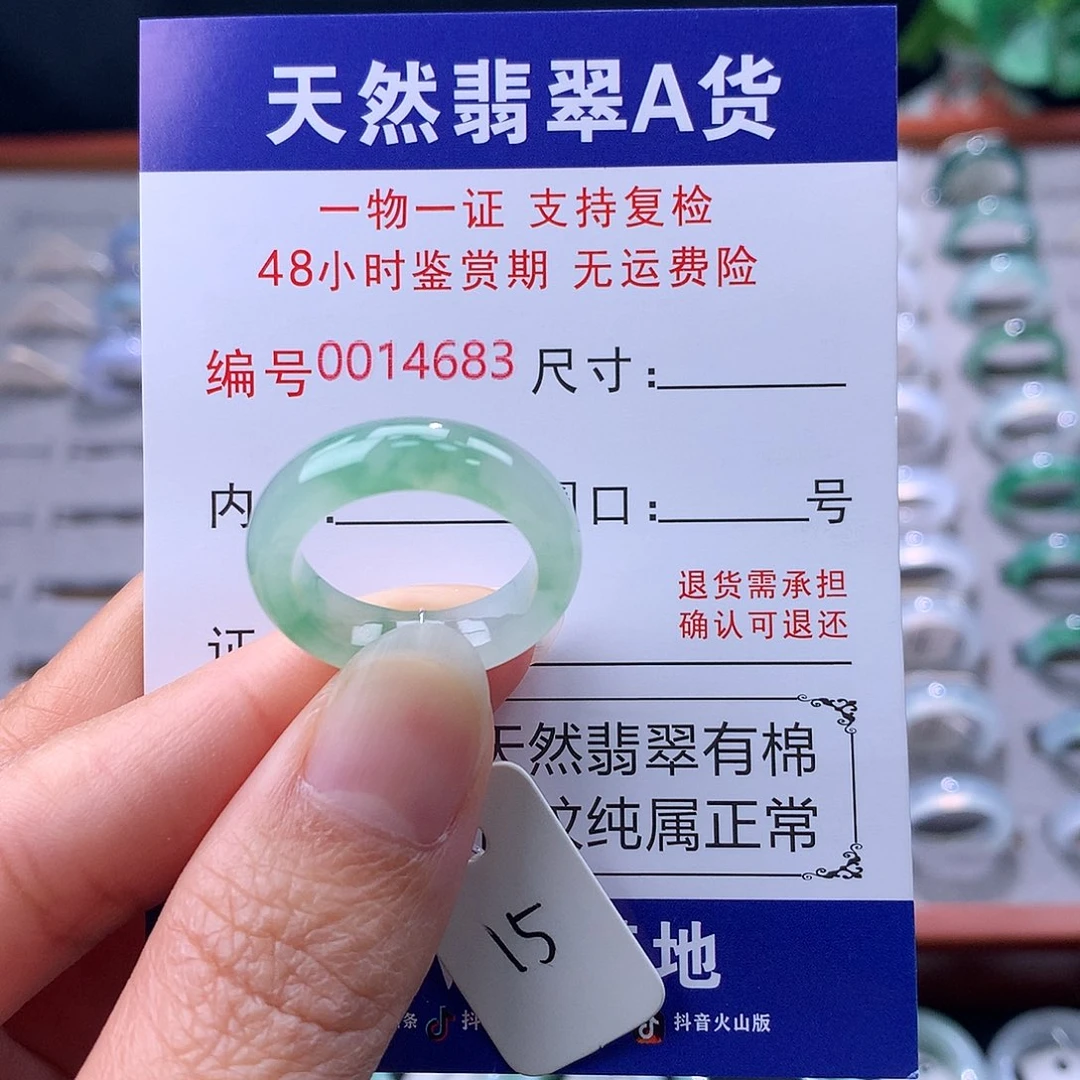 天然翡翠A货
一物一证 支持复检
48小时鉴赏期 无运费险
编号0014683 尺寸:
内 口: 号
退货需承担
确认可退还
证
天然翡翠有棉
纹纯属正常
地
15
条 抖 抖音火山版